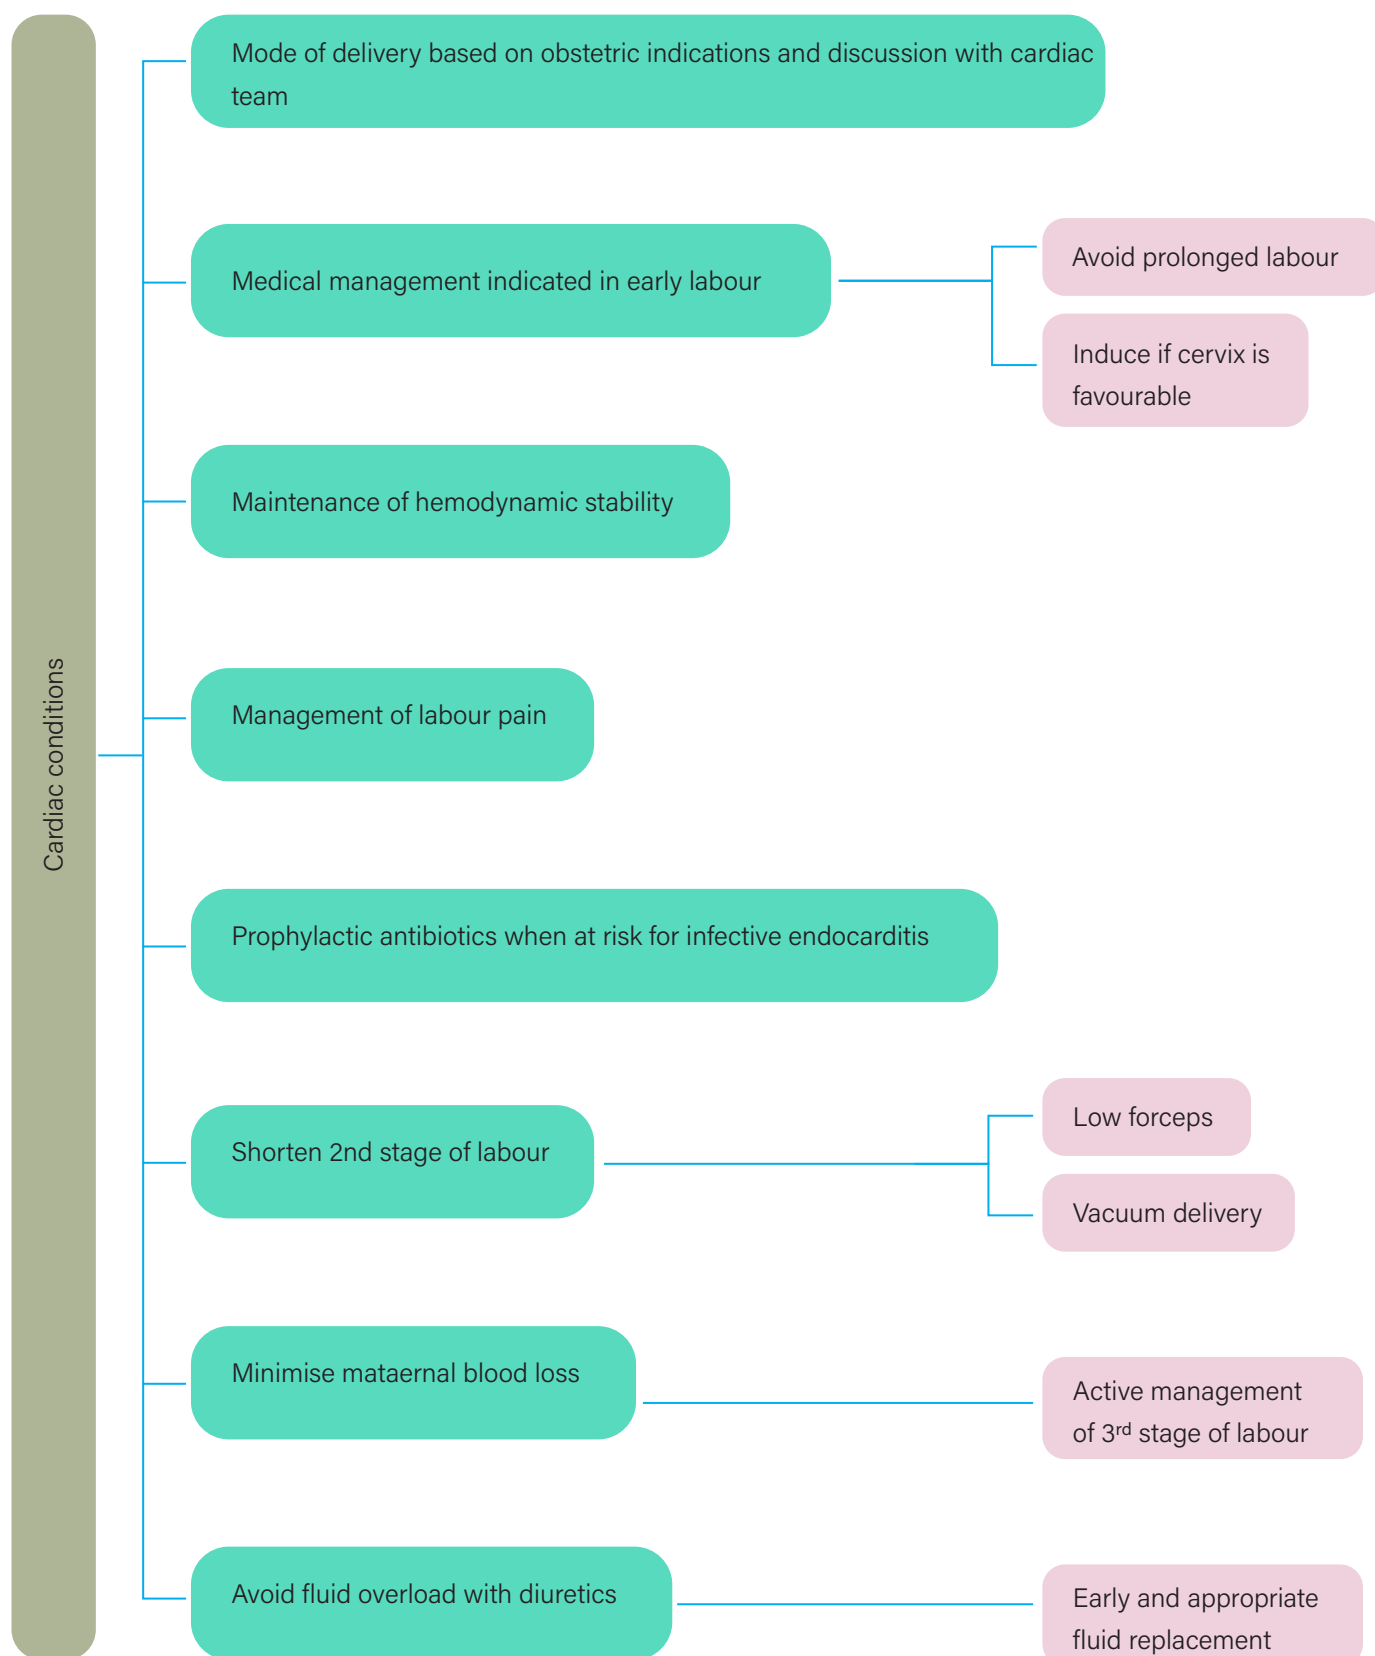 Cardiac conditions
Mode of delivery based on obstetric indications and discussion with cardiac
team
Medical management indicated in early labour
Avoid prolonged labour
Induce if cervix is
favourable
Maintenance of hemodynamic stability
Management of labour pain
Prophylactic antibiotics when at risk for infective endocarditis
Shorten 2nd stage of labour
Low forceps
Vacuum delivery
Minimise mataernal blood loss
Active management
of 3rd stage of labour
Avoid fluid overload with diuretics
Early and appropriate
fluid replacement